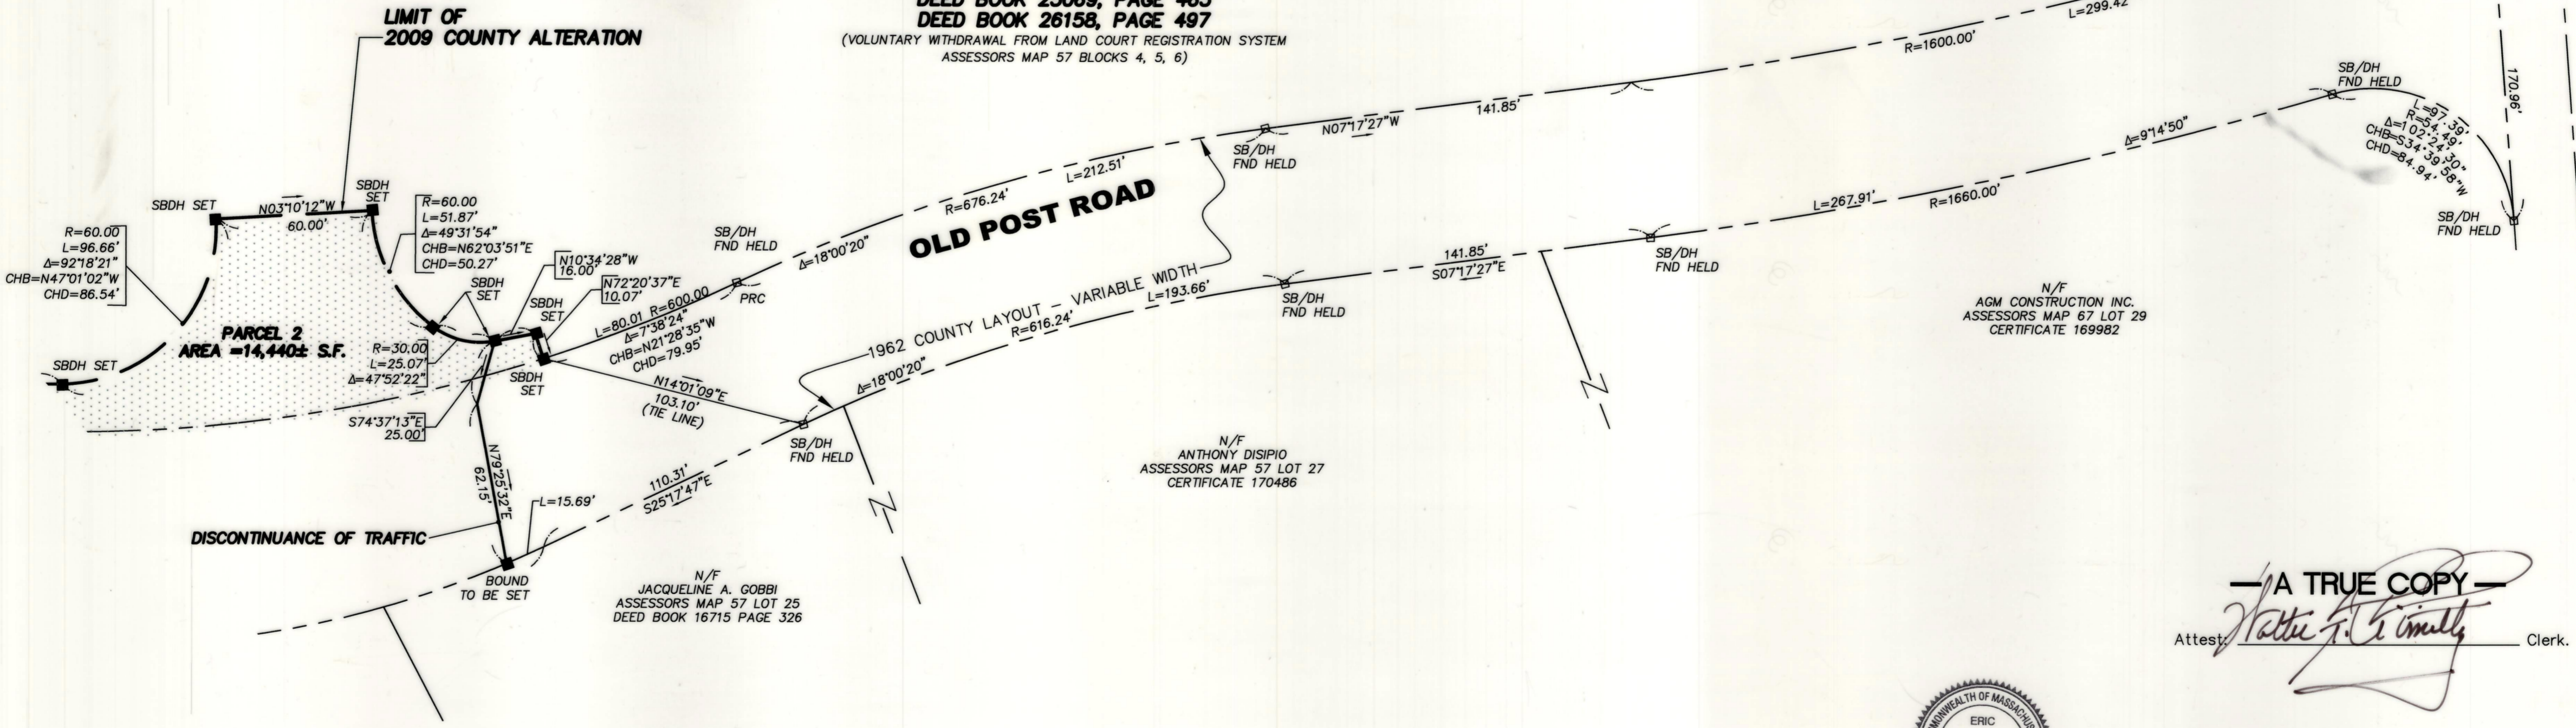 LIMIT OF
2009 COUNTY ALTERATION
DEED BOOK 25069, PAGE 465
DEED BOOK 26158, PAGE 497
(VOLUNTARY WITHDRAWAL FROM LAND COURT REGISTRATION SYSTEM
ASSESSORS MAP 57 BLOCKS 4, 5, 6)
SBDH SET
N03°10'12"W
60.00'
SBDH
SET
R=60.00
L=96.66'
Δ=92°18'21"
CHB=N47°01'02"W
CHD=86.54'
R=60.00
L=51.87'
Δ=49°31'54"
CHB=N62°03'51"E
CHD=50.27'
SBDH
SET
N10°34'28"W
16.00'
SBDH
SET
N72°20'37"E
10.07'
PARCEL 2
AREA =14,440± S.F.
SBDH SET
R=30.00
L=25.07'
Δ=47°52'22"
SBDH
SET
S74°37'13"E
25.00'
L=80.01 R=600.00
Δ=7°38'24"
CHB=N21°28'35"W
CHD=79.95'
SB/DH
FND HELD
PRC
Δ=18°00'20"
R=676.24'
L=212.51'
OLD POST ROAD
SB/DH
FND HELD
N07°17'27"W
141.85'
R=1600.00'
L=299.42'
N14°01'09"E
103.10'
(TIE LINE)
1962 COUNTY LAYOUT - VARIABLE WIDTH
Δ=18°00'20"
R=616.24'
L=193.66'
SB/DH
FND HELD
141.85'
S07°17'27"E
SB/DH
FND HELD
L=267.91'
R=1660.00'
Δ=9°14'50"
SB/DH
FND HELD
L=97.39'
R=54.49'
Δ=102°24'30"
CHB=S34°39'58"W
CHD=84.94'
170.96'
SB/DH
FND HELD
SB/DH
FND HELD
N79°25'32"E
62.15'
DISCONTINUANCE OF TRAFFIC
L=15.69'
110.31'
S25°17'47"E
BOUND
TO BE SET
N/F
JACQUELINE A. GOBBI
ASSESSORS MAP 57 LOT 25
DEED BOOK 16715 PAGE 326
N/F
ANTHONY DISIPIO
ASSESSORS MAP 57 LOT 27
CERTIFICATE 170486
N/F
AGM CONSTRUCTION INC.
ASSESSORS MAP 67 LOT 29
CERTIFICATE 169982
A TRUE COPY
Attest: Clerk.
ERIC